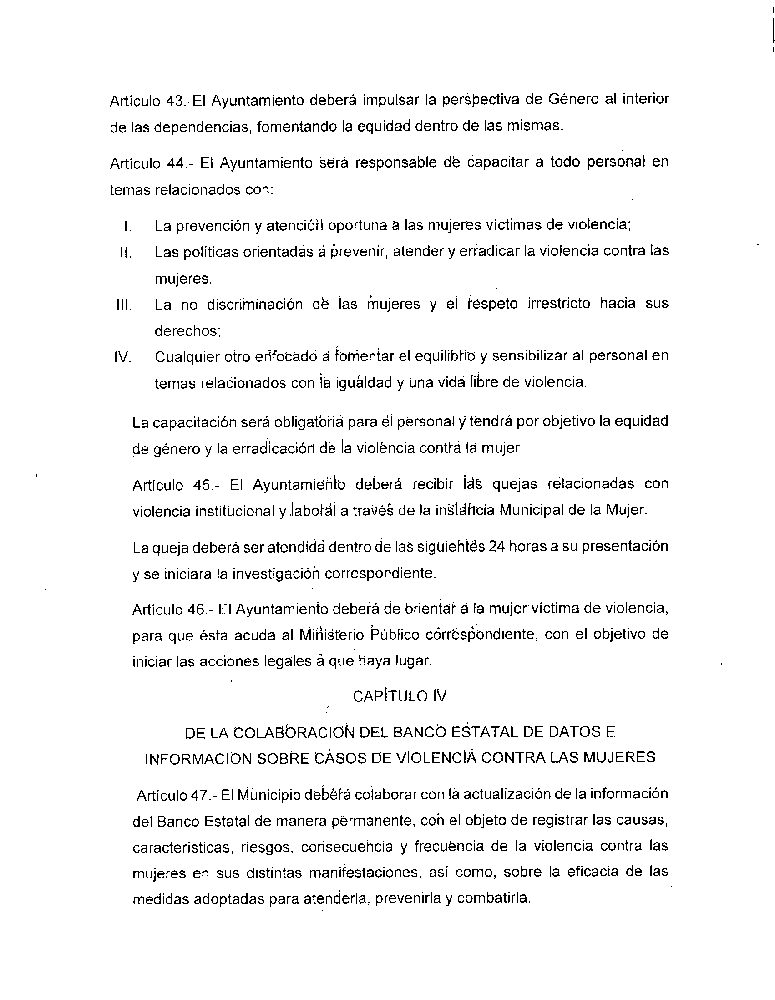 Artículo 43.-El Ayuntamiento deberá impulsar la perspectiva de Género al interior
de las dependencias, fomentando la equidad dentro de las mismas.
Artículo 44.- El Ayuntamiento será responsable de capacitar a todo personal en
temas relacionados con:
I. La prevención y atención oportuna a las mujeres víctimas de violencia;
II. Las políticas orientadas a prevenir, atender y erradicar la violencia contra las
mujeres.
III. La no discriminación de las mujeres y el respeto irrestricto hacia sus
derechos;
IV. Cualquier otro enfocado a fomentar el equilibrio y sensibilizar al personal en
temas relacionados con la igualdad y una vida libre de violencia.
La capacitación será obligatoria para el personal y tendrá por objetivo la equidad
de género y la erradicación de la violencia contra la mujer.
Artículo 45.- El Ayuntamiento deberá recibir las quejas relacionadas con
violencia institucional y laboral a través de la instancia Municipal de la Mujer.
La queja deberá ser atendida dentro de las siguientes 24 horas a su presentación
y se iniciara la investigación correspondiente.
Artículo 46.- El Ayuntamiento deberá de orientar a la mujer víctima de violencia,
para que ésta acuda al Ministerio Público correspondiente, con el objetivo de
iniciar las acciones legales a que haya lugar.
CAPÍTULO IV
DE LA COLABORACION DEL BANCO ESTATAL DE DATOS E
INFORMACION SOBRE CASOS DE VIOLENCIA CONTRA LAS MUJERES
Artículo 47.- El Municipio deberá colaborar con la actualización de la información
del Banco Estatal de manera permanente, con el objeto de registrar las causas,
características, riesgos, consecuencia y frecuencia de la violencia contra las
mujeres en sus distintas manifestaciones, así como, sobre la eficacia de las
medidas adoptadas para atenderla, prevenirla y combatirla.